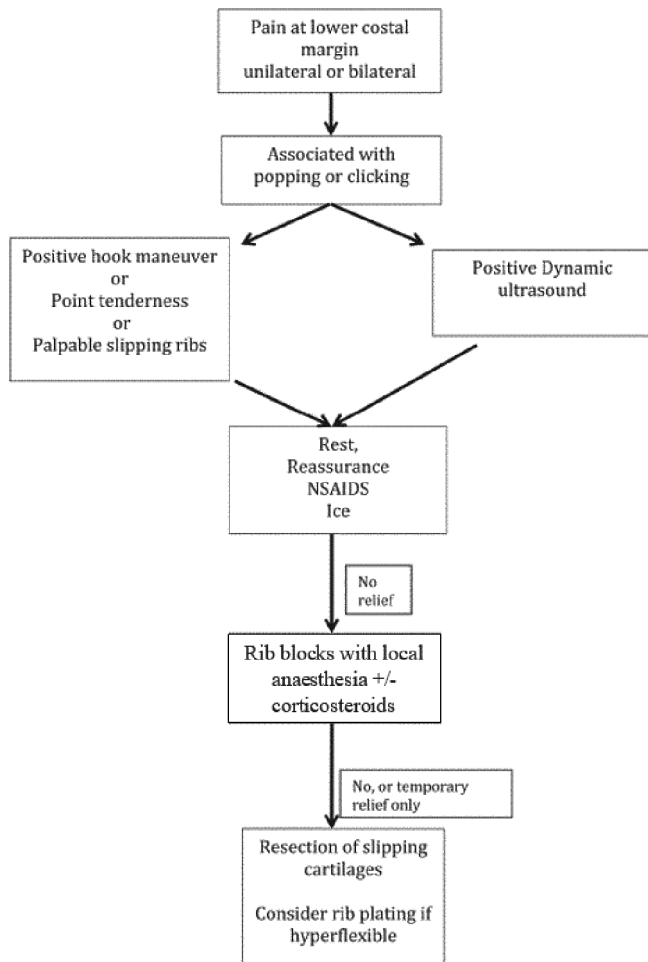 Pain at lower costal
margin
unilateral or bilateral
Associated with
popping or clicking
Positive hook maneuver
or
Point tenderness
or
Palpable slipping ribs
Positive Dynamic
ultrasound
Rest,
Reassurance
NSAIDS
Ice
No
relief
Rib blocks with local
anaesthesia +/-
corticosteroids
No, or temporary
relief only
Resection of slipping
cartilages
Consider rib plating if
hyperflexible